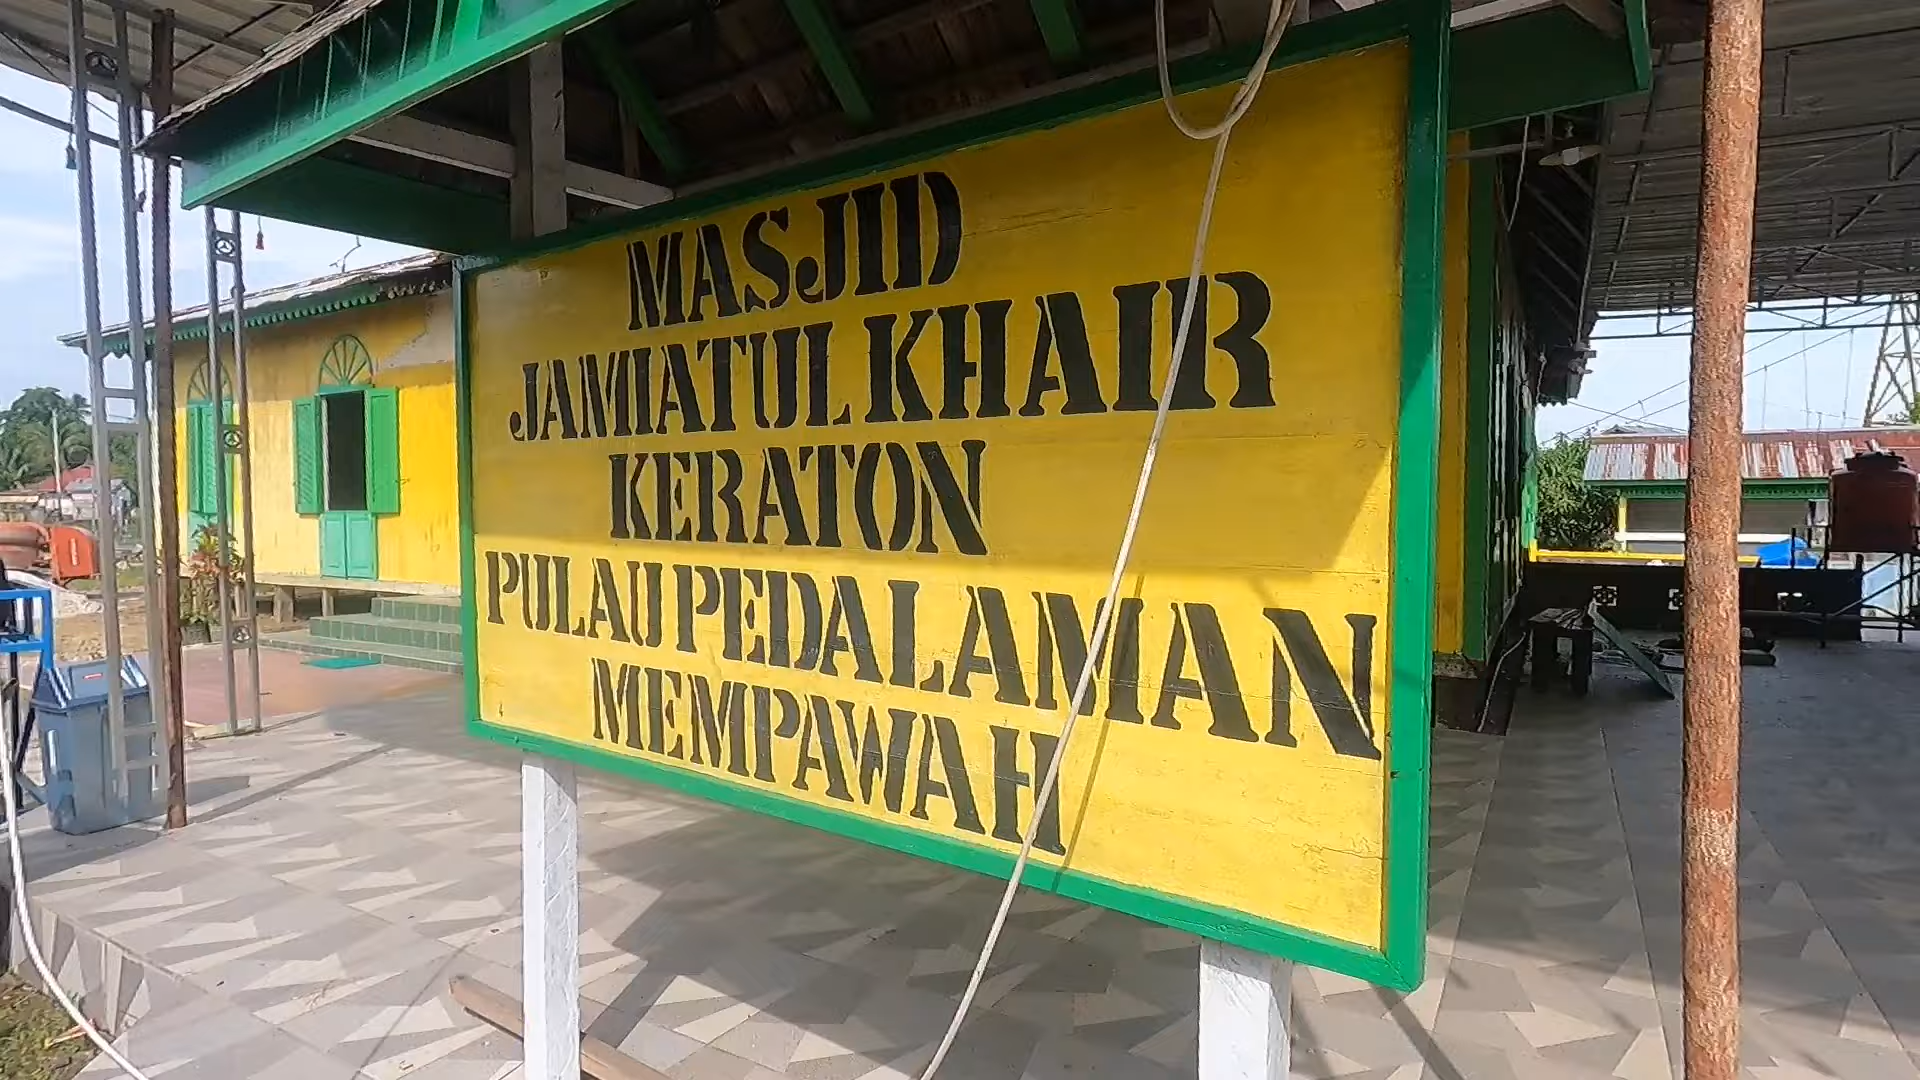 MASJID
JAMIATUL KHAIR
KERATON
PULAU PEDALAMAN
MEMPAWAH